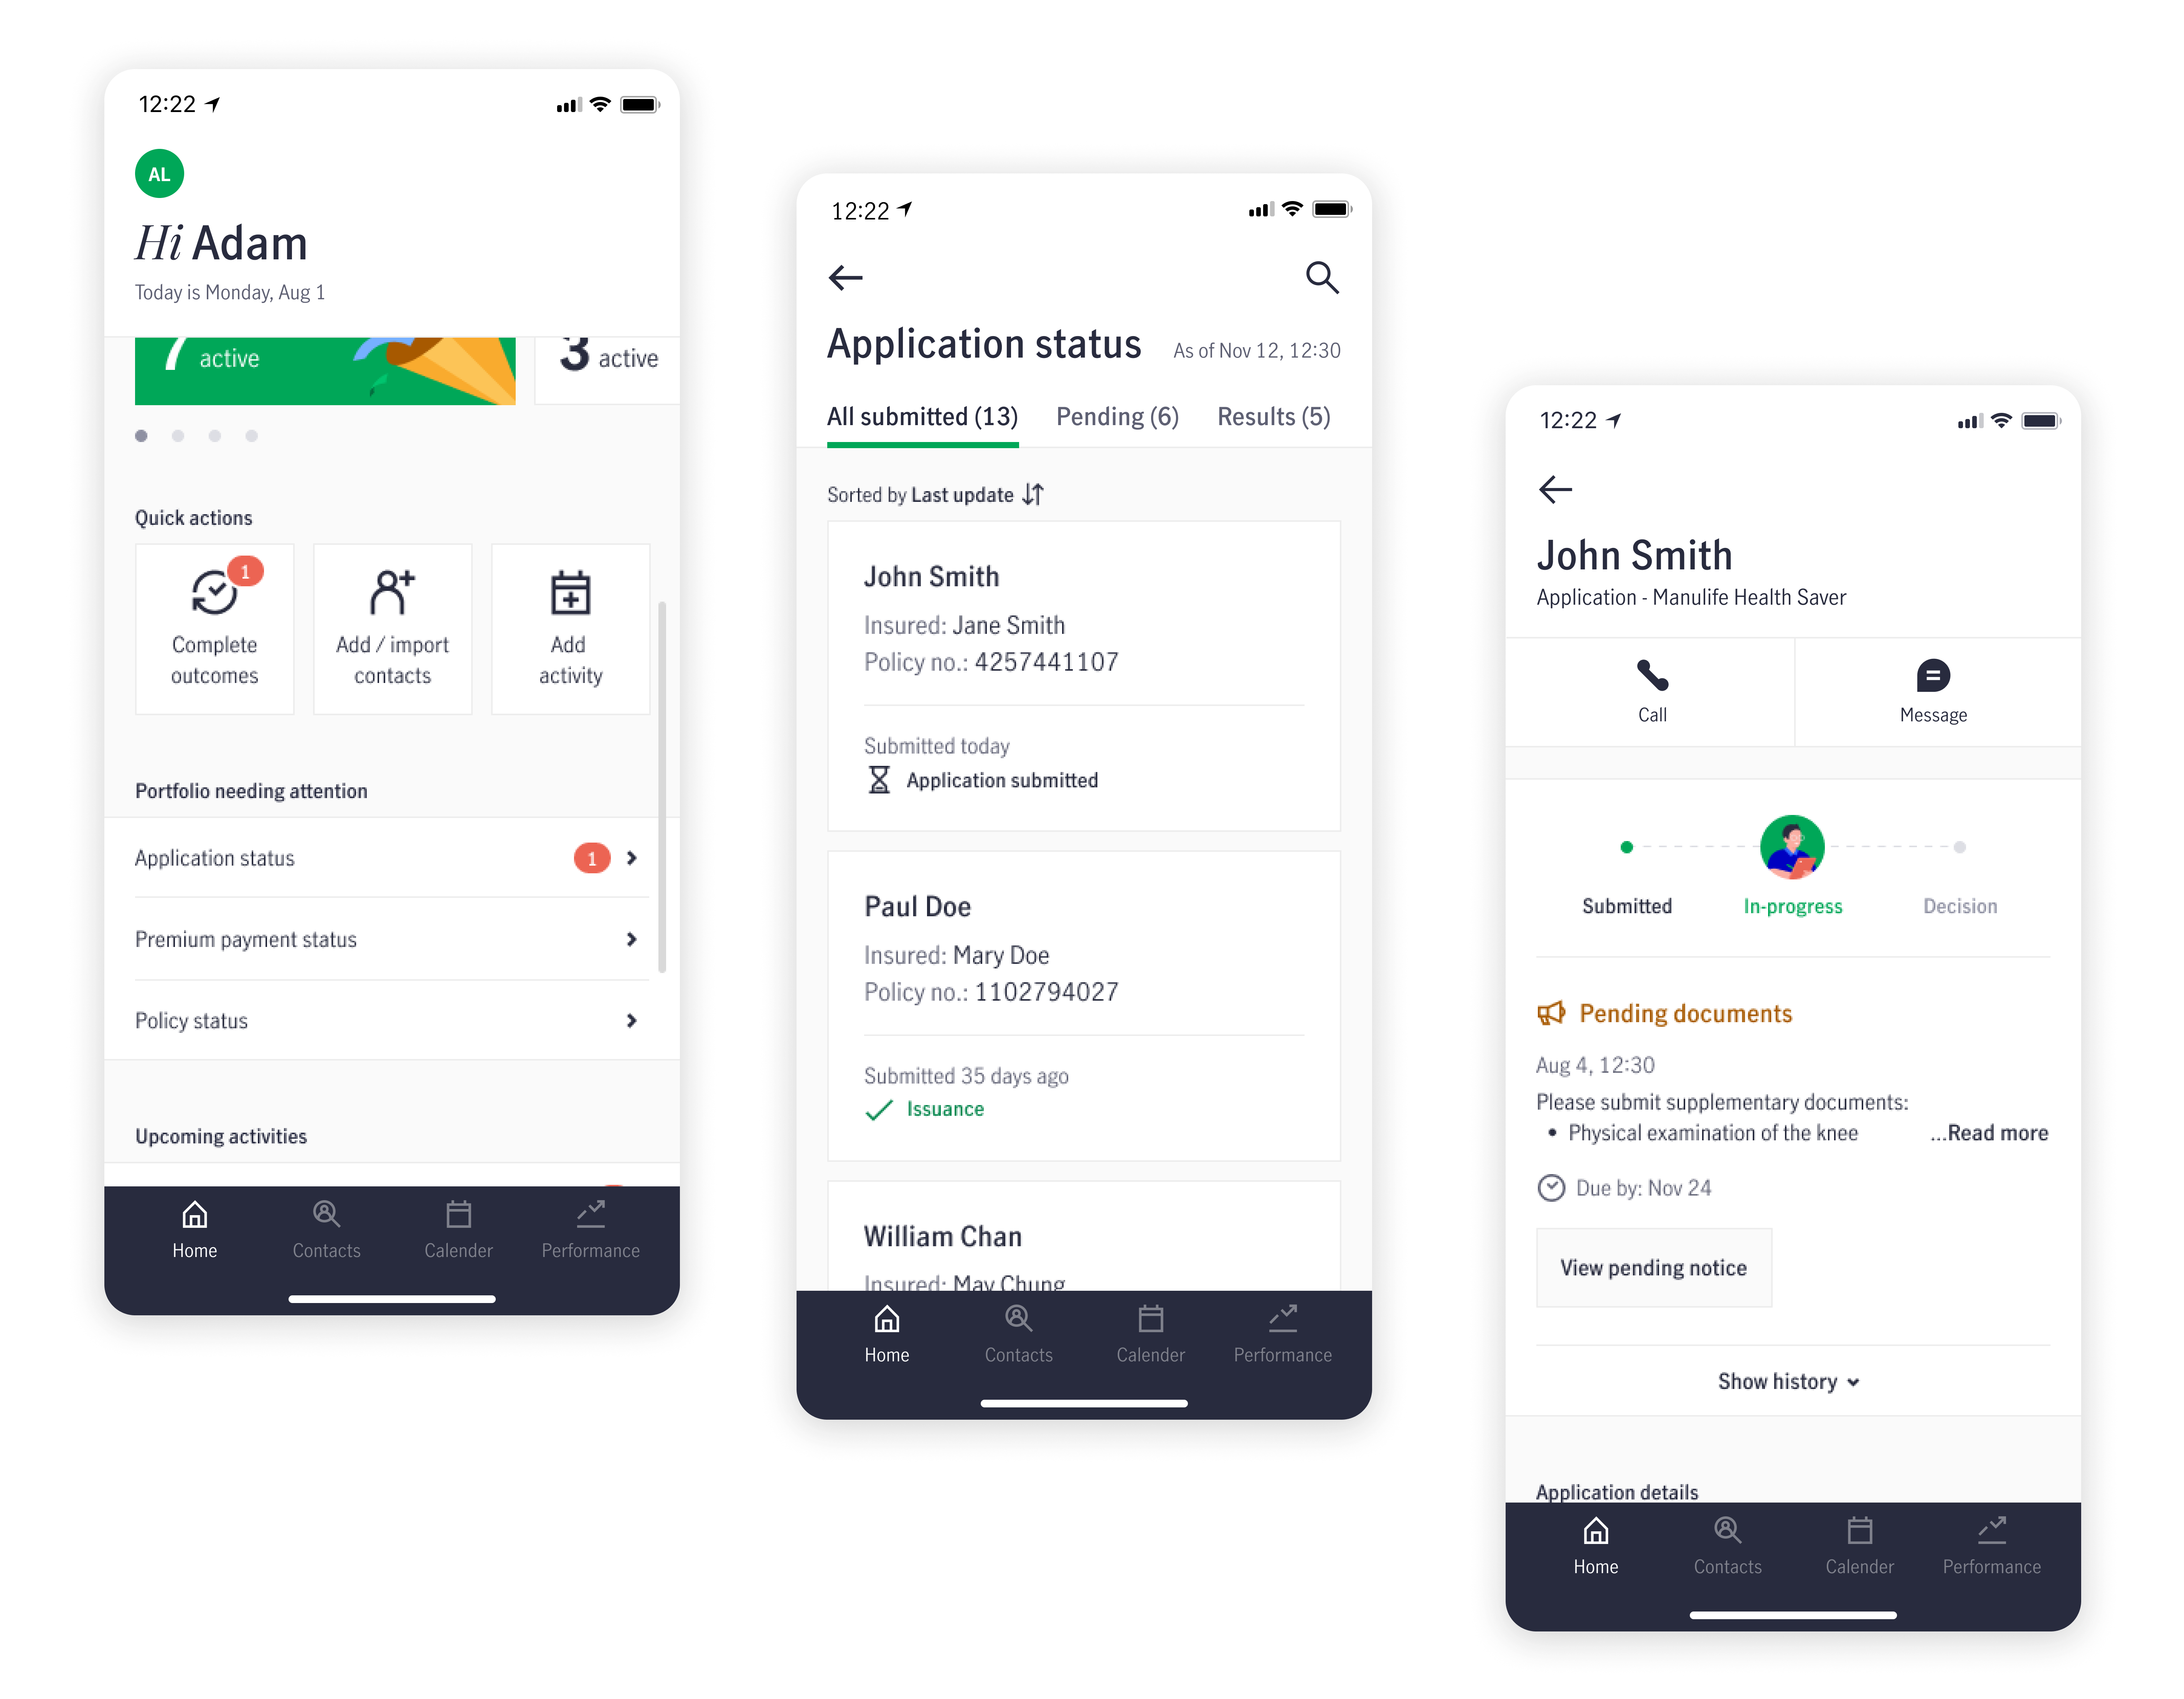 12:22
AL
Hi Adam
Today is Monday, Aug 1
7 active
3 active
Quick actions
1
Complete
outcomes
Add / import
contacts
Add
activity
Portfolio needing attention
Application status
1
Premium payment status
Policy status
Upcoming activities
Home
Contacts
Calender
Performance
12:22
Application status
As of Nov 12, 12:30
All submitted (13)
Pending (6)
Results (5)
Sorted by Last update
John Smith
Insured: Jane Smith
Policy no.: 4257441107
Submitted today
Application submitted
Paul Doe
Insured: Mary Doe
Policy no.: 1102794027
Submitted 35 days ago
Issuance
William Chan
Insured: May Chung
Home
Contacts
Calender
Performance
12:22
John Smith
Application - Manulife Health Saver
Call
Message
Submitted
In-progress
Decision
Pending documents
Aug 4, 12:30
Please submit supplementary documents:
• Physical examination of the knee ...Read more
Due by: Nov 24
View pending notice
Show history
Application details
Home
Contacts
Calender
Performance